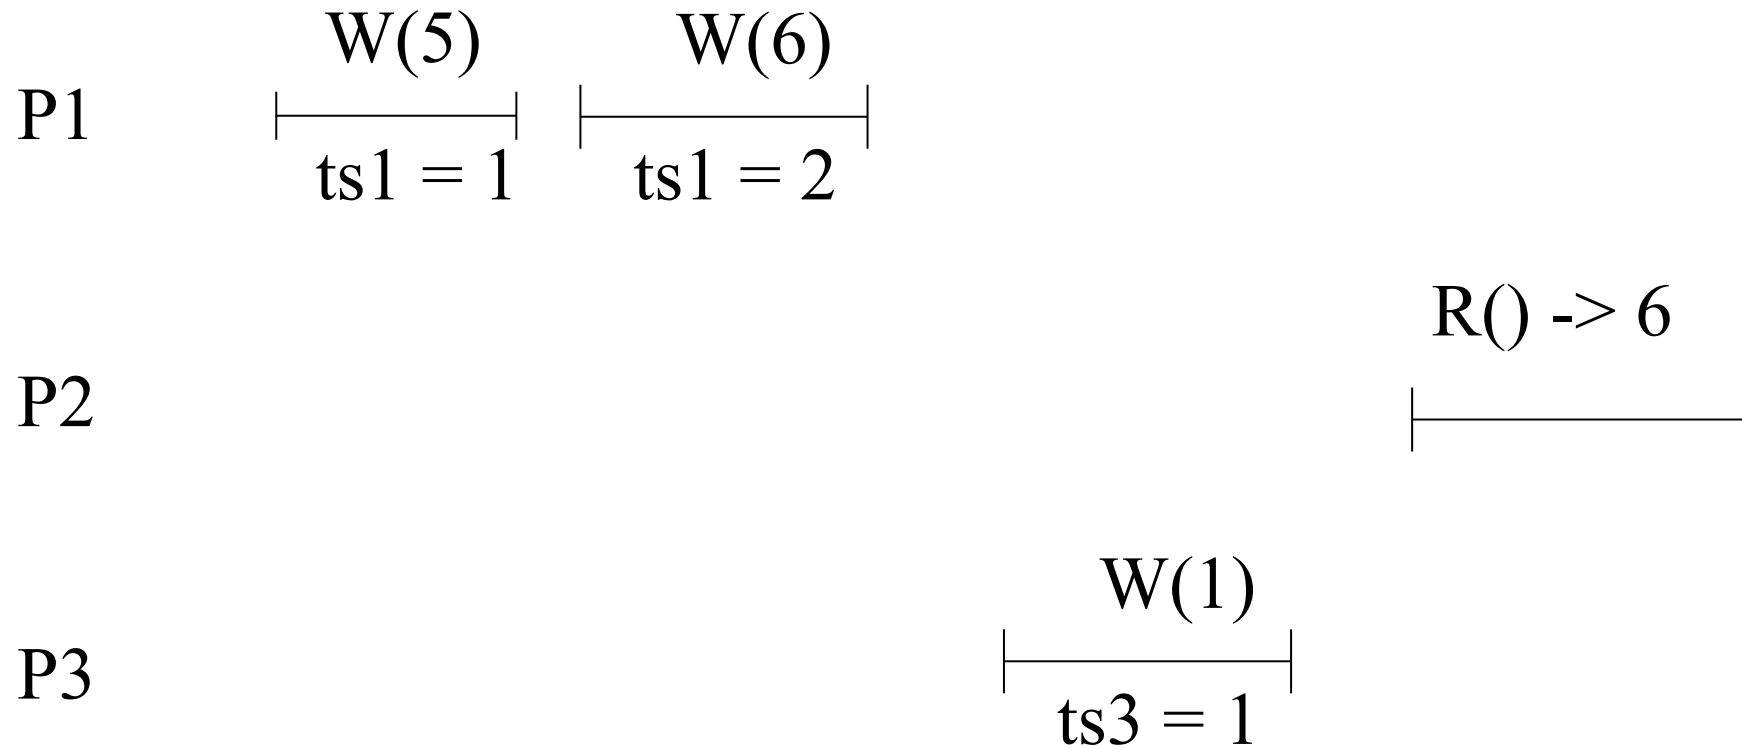 W(5) W(6)
P1
ts1 = 1 ts1 = 2
R() -> 6
P2
W(1)
P3
ts3 = 1